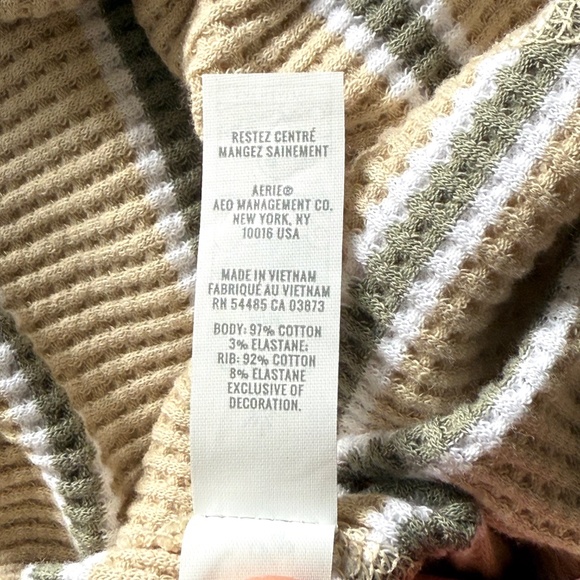 RESTEZ CENTRÉ
MANGEZ SAINEMENT
AERIE®
AEO MANAGEMENT CO.
NEW YORK, NY
10016 USA
MADE IN VIETNAM
FABRIQUÉ AU VIETNAM
RN 54485 CA 03873
BODY: 97% COTTON
3% ELASTANE;
RIB: 92% COTTON
8% ELASTANE
EXCLUSIVE OF
DECORATION.